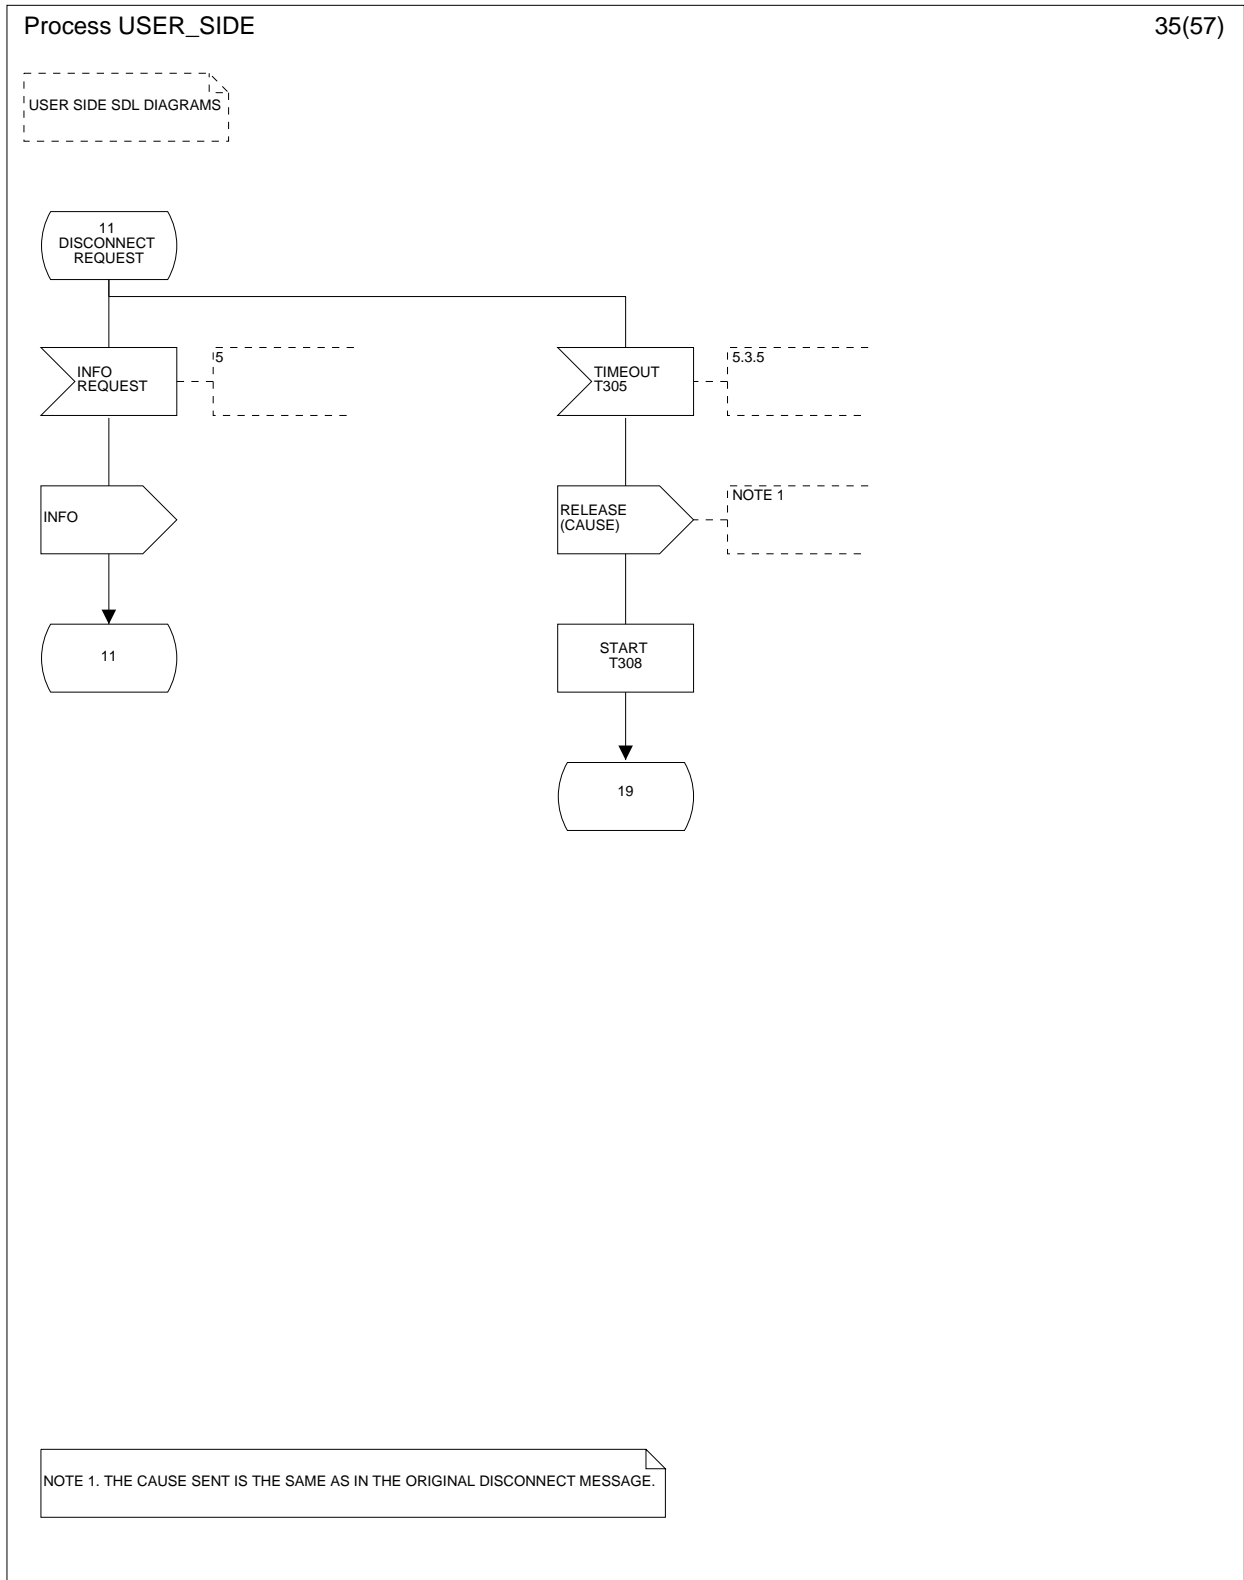 Process USER_SIDE
35(57)
USER SIDE SDL DIAGRAMS
11
DISCONNECT
REQUEST
INFO
REQUEST
5
TIMEOUT
T305
5.3.5
INFO
RELEASE
(CAUSE)
NOTE 1
11
START
T308
19
NOTE 1. THE CAUSE SENT IS THE SAME AS IN THE ORIGINAL DISCONNECT MESSAGE.